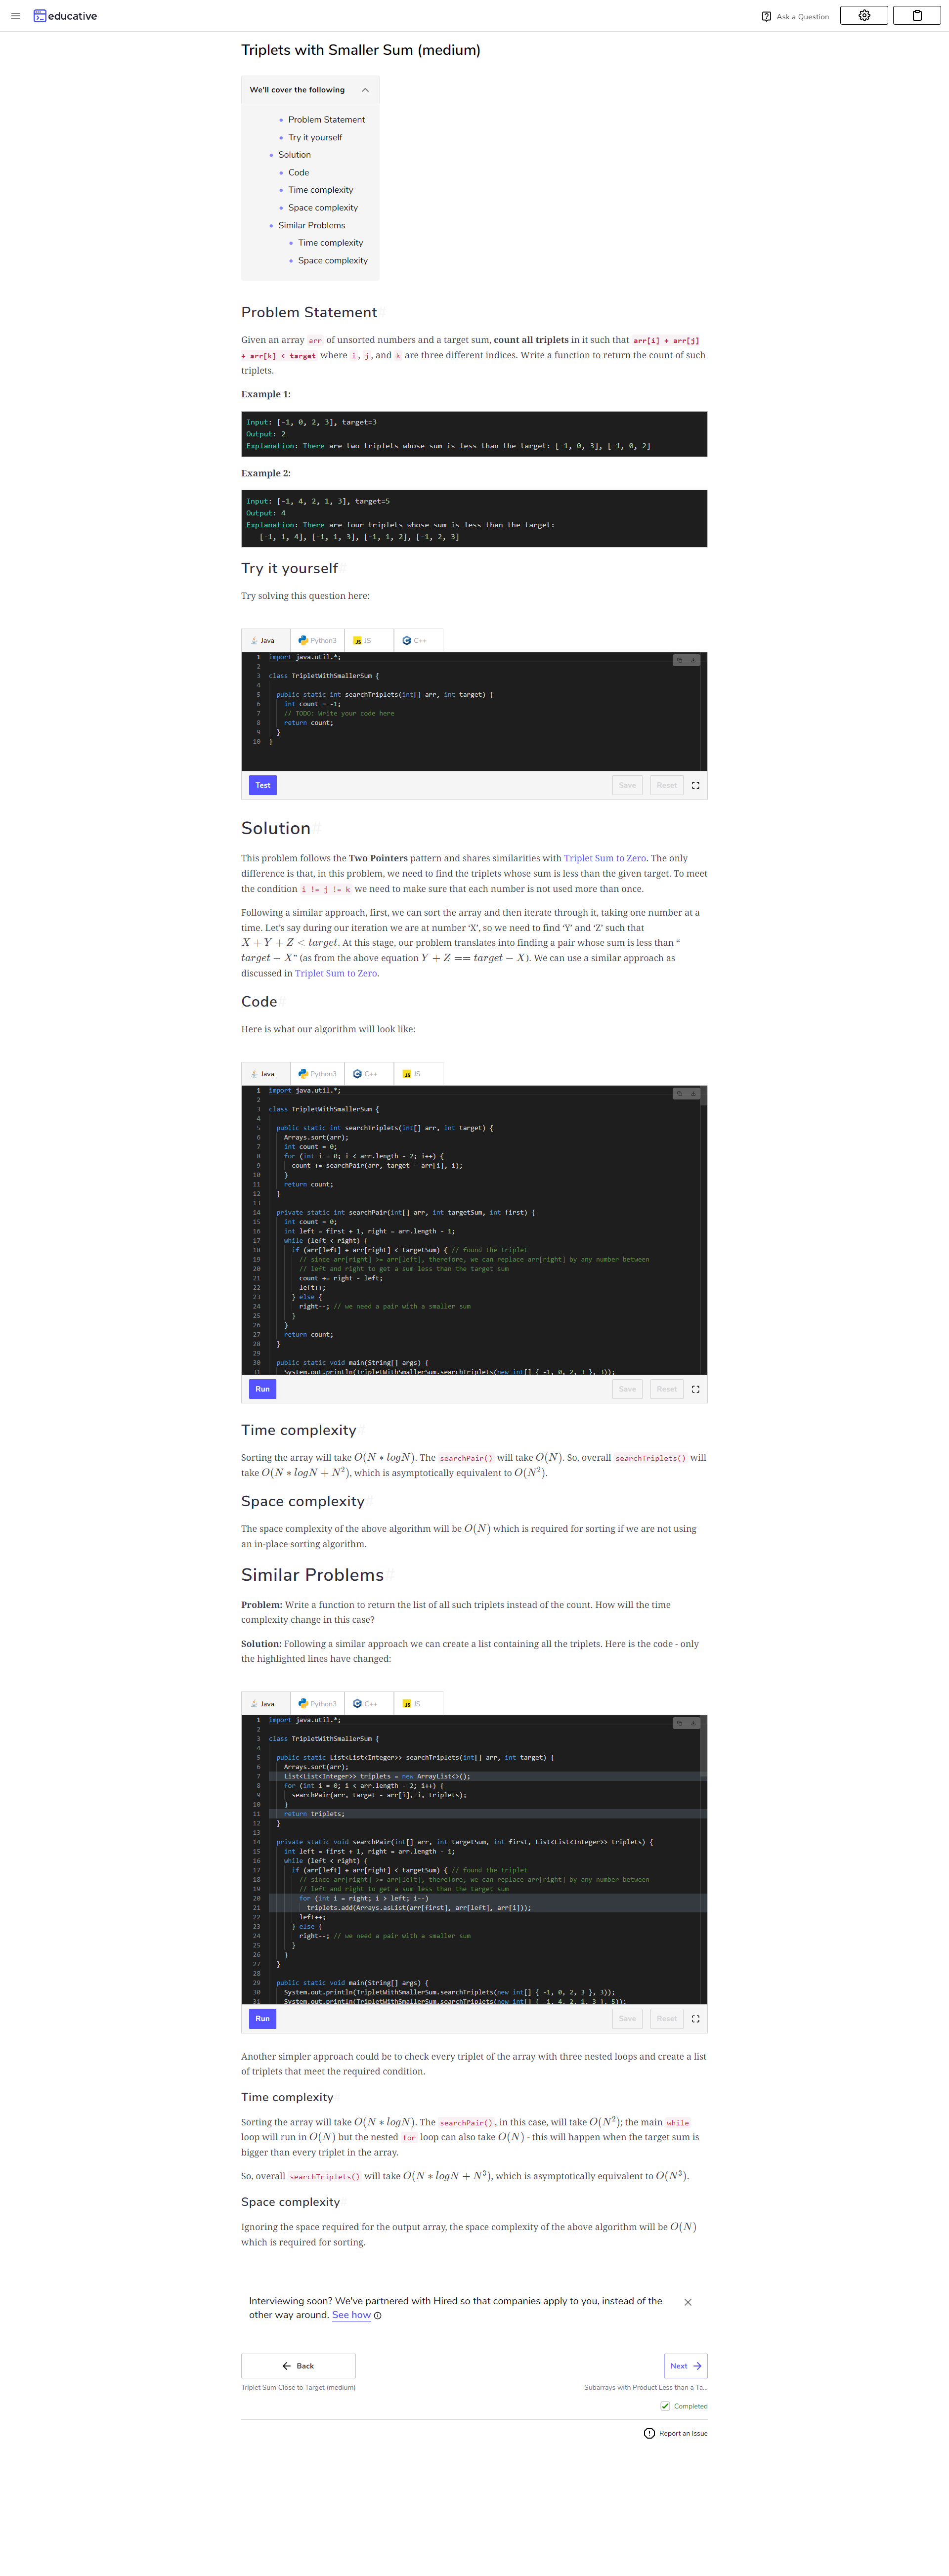 educative
Ask a Question
Triplets with Smaller Sum (medium)
We'll cover the following
Problem Statement
Try it yourself
Solution
Code
Time complexity
Space complexity
Similar Problems
Time complexity
Space complexity
Problem Statement#
Given an array arr of unsorted numbers and a target sum, count all triplets in it such that arr[i] + arr[j]
+ arr[k] < target where i, j, and k are three different indices. Write a function to return the count of such
triplets.
Example 1:
Input: [-1, 0, 2, 3], target=3
Output: 2
Explanation: There are two triplets whose sum is less than the target: [-1, 0, 3], [-1, 0, 2]
Example 2:
Input: [-1, 4, 2, 1, 3], target=5
Output: 4
Explanation: There are four triplets whose sum is less than the target:
[-1, 1, 4], [-1, 1, 3], [-1, 1, 2], [-1, 2, 3]
Try it yourself
Try solving this question here:
Java Python3 JS JS C++
1 import java.util.*;
2
3 class TripletWithSmallerSum {
4
5 public static int searchTriplets(int[] arr, int target) {
6 int count = -1;
7 // TODO: Write your code here
8 return count;
9 }
10 }
Test Save Reset
Solution#
This problem follows the Two Pointers pattern and shares similarities with Triplet Sum to Zero. The only
difference is that, in this problem, we need to find the triplets whose sum is less than the given target. To meet
the condition i != j != k we need to make sure that each number is not used more than once.
Following a similar approach, first, we can sort the array and then iterate through it, taking one number at a
time. Let’s say during our iteration we are at number ‘X’, so we need to find ‘Y’ and ‘Z’ such that
X + Y + Z < target. At this stage, our problem translates into finding a pair whose sum is less than “
target − X” (as from the above equation Y + Z == target − X). We can use a similar approach as
discussed in Triplet Sum to Zero.
Code#
Here is what our algorithm will look like:
Java Python3 C++ JS JS
1 import java.util.*;
2
3 class TripletWithSmallerSum {
4
5 public static int searchTriplets(int[] arr, int target) {
6 Arrays.sort(arr);
7 int count = 0;
8 for (int i = 0; i < arr.length - 2; i++) {
9 count += searchPair(arr, target - arr[i], i);
10 }
11 return count;
12 }
13
14 private static int searchPair(int[] arr, int targetSum, int first) {
15 int count = 0;
16 int left = first + 1, right = arr.length - 1;
17 while (left < right) {
18 if (arr[left] + arr[right] < targetSum) { // found the triplet
19 // since arr[right] >= arr[left], therefore, we can replace arr[right] by any number between
20 // left and right to get a sum less than the target sum
21 count += right - left;
22 left++;
23 } else {
24 right--; // we need a pair with a smaller sum
25 }
26 }
27 return count;
28 }
29
30 public static void main(String[] args) {
31 System.out.println(TripletWithSmallerSum.searchTriplets(new int[] { -1, 0, 2, 3 }, 3));
Run Save Reset
Time complexity
Sorting the array will take O(N ∗ logN). The searchPair() will take O(N). So, overall searchTriplets() will
take O(N ∗ logN + N²), which is asymptotically equivalent to O(N²).
Space complexity#
The space complexity of the above algorithm will be O(N) which is required for sorting if we are not using
an in-place sorting algorithm.
Similar Problems#
Problem: Write a function to return the list of all such triplets instead of the count. How will the time
complexity change in this case?
Solution: Following a similar approach we can create a list containing all the triplets. Here is the code - only
the highlighted lines have changed:
Java Python3 C++ JS JS
1 import java.util.*;
2
3 class TripletWithSmallerSum {
4
5 public static List<List<Integer>> searchTriplets(int[] arr, int target) {
6 Arrays.sort(arr);
7 List<List<Integer>> triplets = new ArrayList<>();
8 for (int i = 0; i < arr.length - 2; i++) {
9 searchPair(arr, target - arr[i], i, triplets);
10 }
11 return triplets;
12 }
13
14 private static void searchPair(int[] arr, int targetSum, int first, List<List<Integer>> triplets) {
15 int left = first + 1, right = arr.length - 1;
16 while (left < right) {
17 if (arr[left] + arr[right] < targetSum) { // found the triplet
18 // since arr[right] >= arr[left], therefore, we can replace arr[right] by any number between
19 // left and right to get a sum less than the target sum
20 for (int i = right; i > left; i--)
21 triplets.add(Arrays.asList(arr[first], arr[left], arr[i]));
22 left++;
23 } else {
24 right--; // we need a pair with a smaller sum
25 }
26 }
27 }
28
29 public static void main(String[] args) {
30 System.out.println(TripletWithSmallerSum.searchTriplets(new int[] { -1, 0, 2, 3 }, 3));
31 System.out.println(TripletWithSmallerSum.searchTriplets(new int[] { -1, 4, 2, 1, 3 }, 5));
Run Save Reset
Another simpler approach could be to check every triplet of the array with three nested loops and create a list
of triplets that meet the required condition.
Time complexity
Sorting the array will take O(N ∗ logN). The searchPair(), in this case, will take O(N²); the main while
loop will run in O(N) but the nested for loop can also take O(N) - this will happen when the target sum is
bigger than every triplet in the array.
So, overall searchTriplets() will take O(N ∗ logN + N³), which is asymptotically equivalent to O(N³).
Space complexity
Ignoring the space required for the output array, the space complexity of the above algorithm will be O(N)
which is required for sorting.
Interviewing soon? We've partnered with Hired so that companies apply to you, instead of the
other way around. See how
Back Next
Triplet Sum Close to Target (medium) Subarrays with Product Less than a Ta...
Completed
Report an Issue